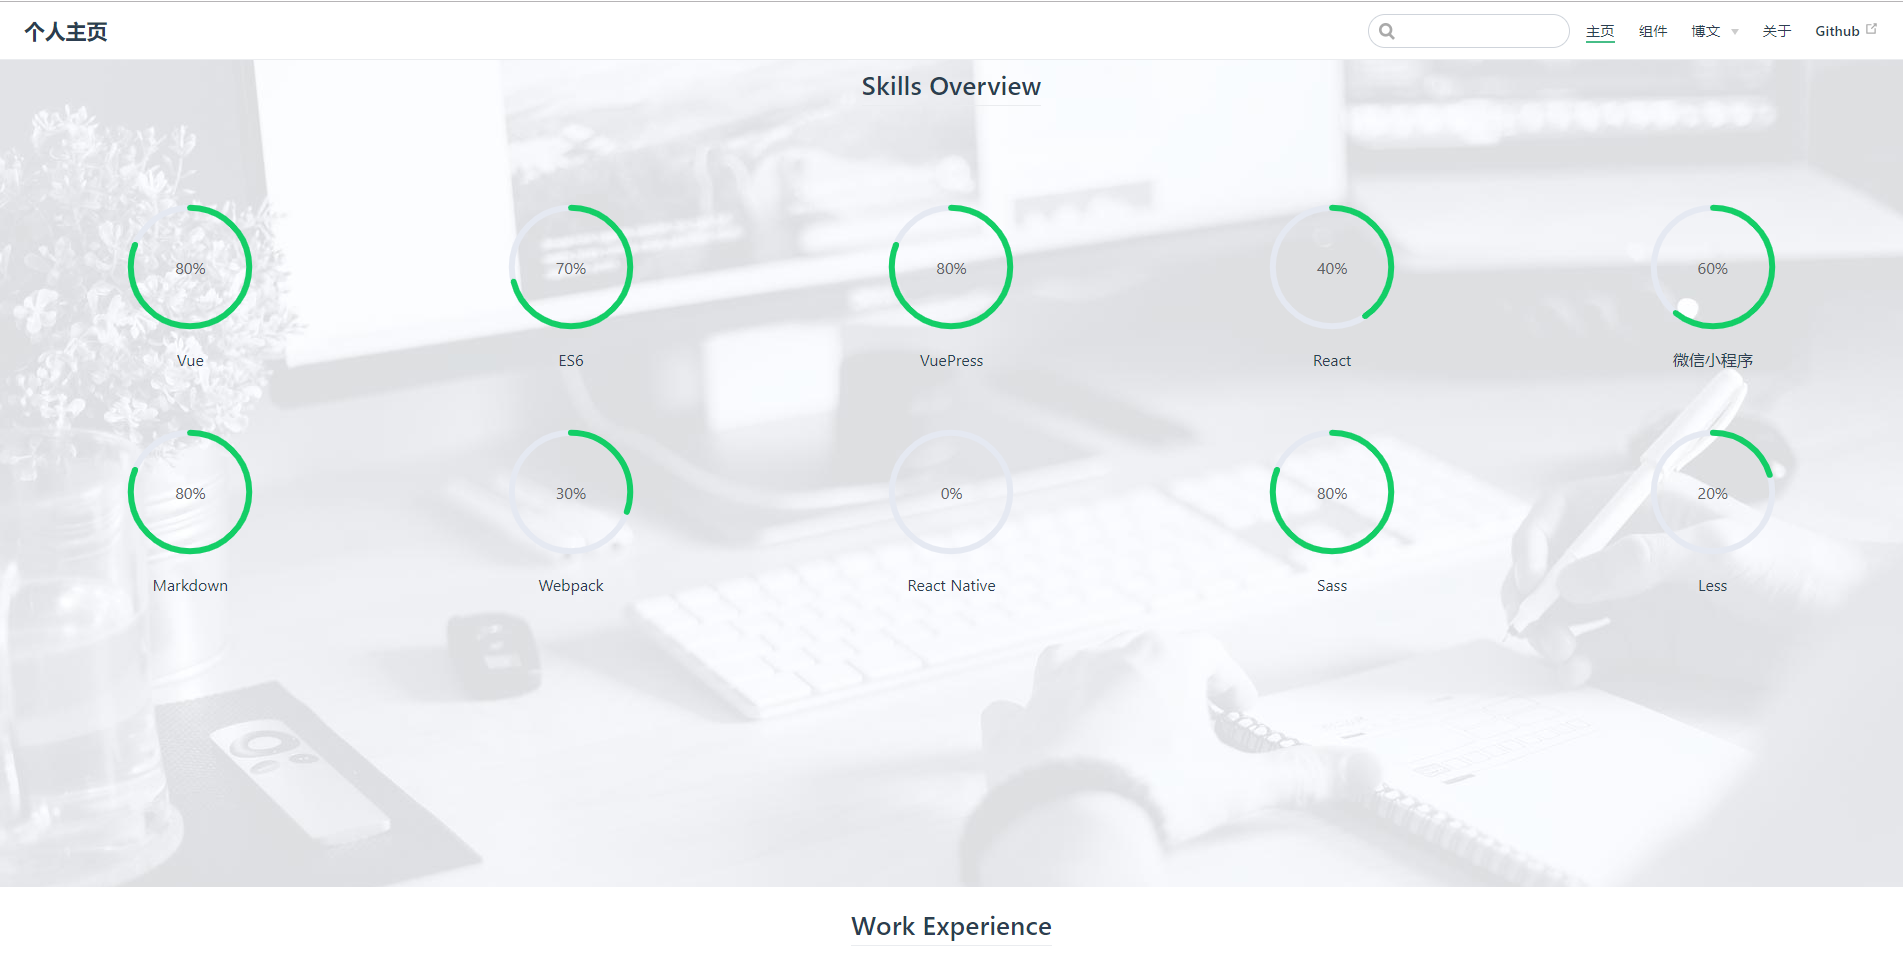 个人主页
主页 组件 博文 关于 Github
Skills Overview
80% 70% 80% 40% 60%
Vue ES6 VuePress React 微信小程序
80% 30% 0% 80% 20%
Markdown Webpack React Native Sass Less
Work Experience